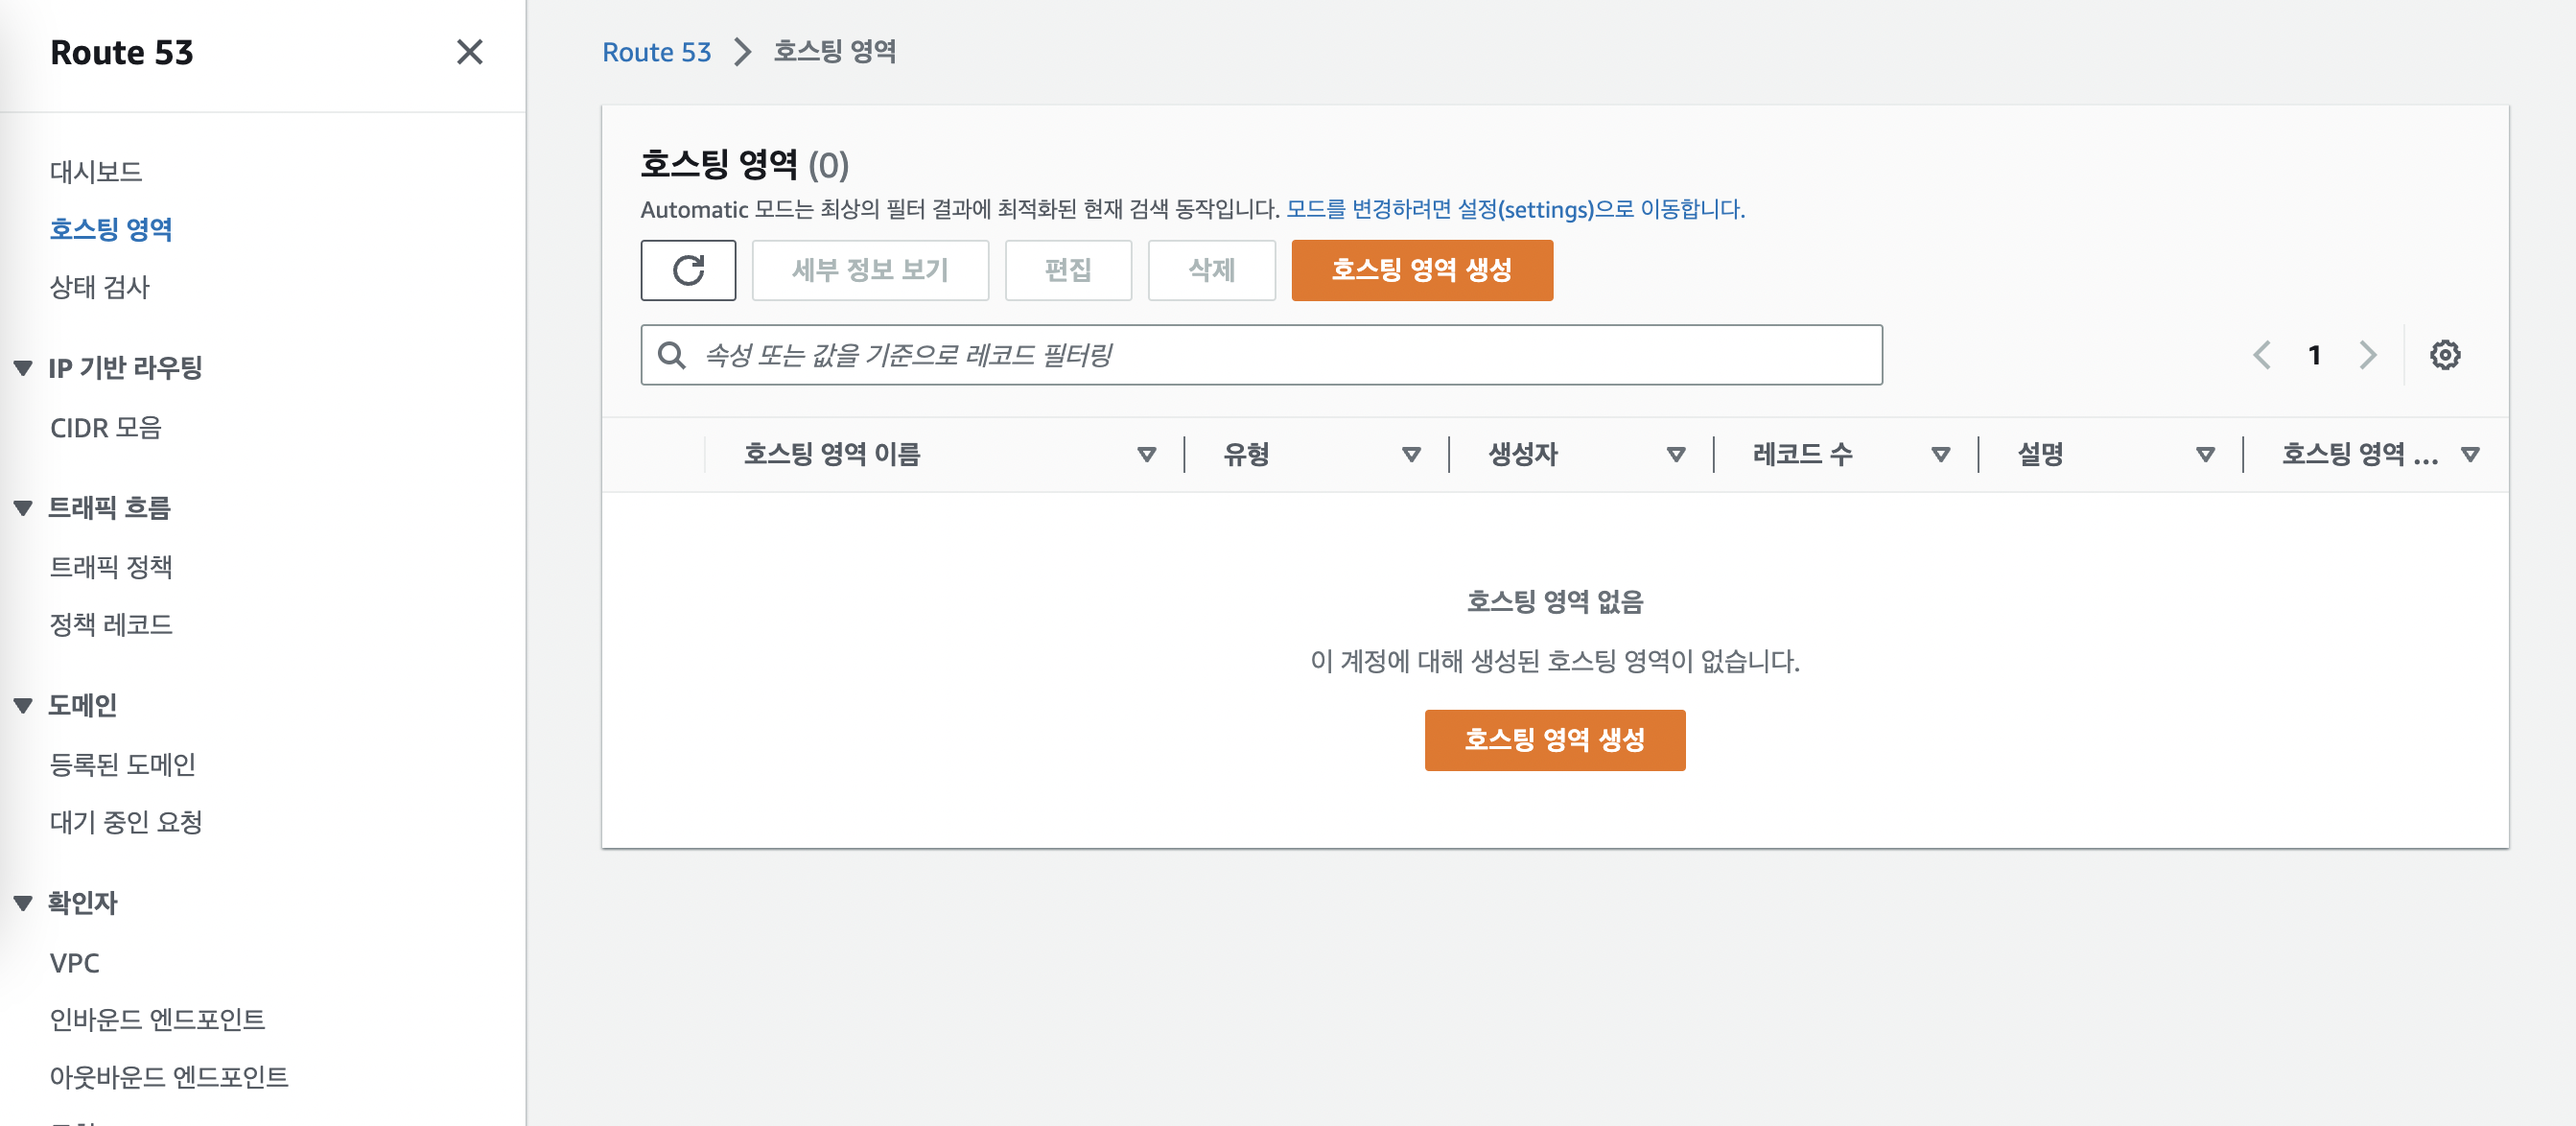 Route 53
대시보드
호스팅 영역
상태 검사
IP 기반 라우팅
CIDR 모음
트래픽 흐름
트래픽 정책
정책 레코드
도메인
등록된 도메인
대기 중인 요청
확인자
VPC
인바운드 엔드포인트
아웃바운드 엔드포인트
Route 53 호스팅 영역
호스팅 영역 (0)
Automatic 모드는 최상의 필터 결과에 최적화된 현재 검색 동작입니다. 모드를 변경하려면 설정(settings)으로 이동합니다.
세부 정보 보기 편집 삭제 호스팅 영역 생성
속성 또는 값을 기준으로 레코드 필터링 1
호스팅 영역 이름 유형 생성자 레코드 수 설명 호스팅 영역 ...
호스팅 영역 없음
이 계정에 대해 생성된 호스팅 영역이 없습니다.
호스팅 영역 생성